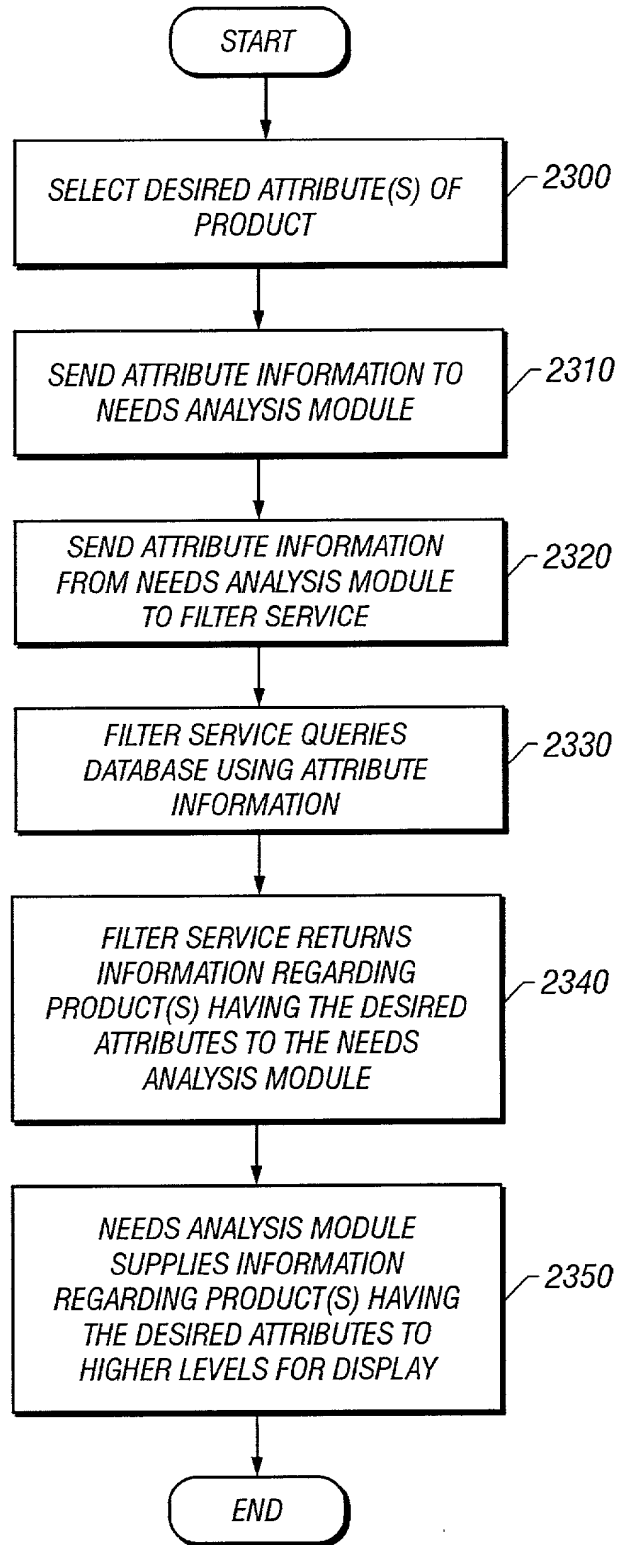 START
SELECT DESIRED ATTRIBUTE(S) OF
PRODUCT
2300
SEND ATTRIBUTE INFORMATION TO
NEEDS ANALYSIS MODULE
2310
SEND ATTRIBUTE INFORMATION
FROM NEEDS ANALYSIS MODULE
TO FILTER SERVICE
2320
FILTER SERVICE QUERIES
DATABASE USING ATTRIBUTE
INFORMATION
2330
FILTER SERVICE RETURNS
INFORMATION REGARDING
PRODUCT(S) HAVING THE DESIRED
ATTRIBUTES TO THE NEEDS
ANALYSIS MODULE
2340
NEEDS ANALYSIS MODULE
SUPPLIES INFORMATION
REGARDING PRODUCT(S) HAVING
THE DESIRED ATTRIBUTES TO
HIGHER LEVELS FOR DISPLAY
2350
END